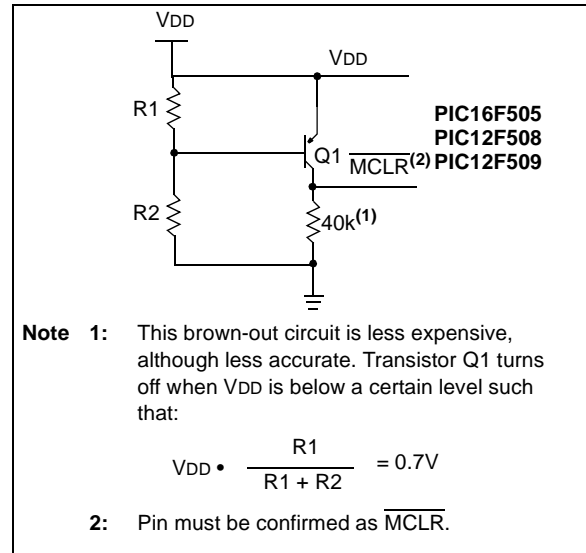 VDD
VDD
R1
PIC16F505
PIC12F508
Q1 MCLR(2) PIC12F509
R2
40k(1)
Note 1: This brown-out circuit is less expensive,
although less accurate. Transistor Q1 turns
off when VDD is below a certain level such
that:
VDD • R1 / R1 + R2 = 0.7V
2: Pin must be confirmed as MCLR.